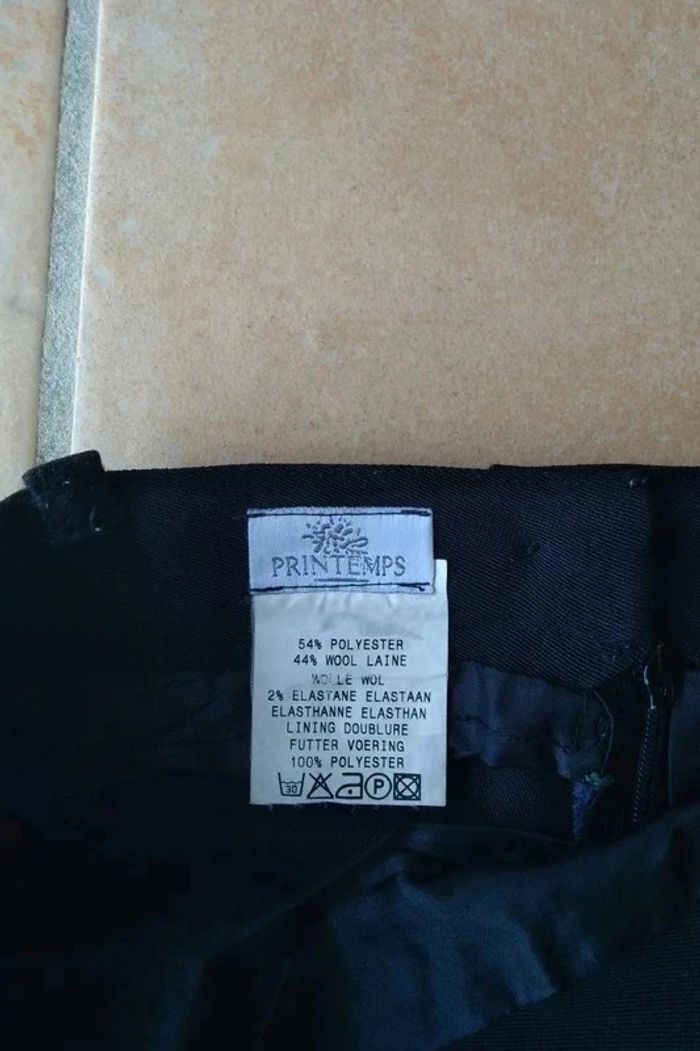 PRINTEMPS
54% POLYESTER
44% WOOL LAINE
WOLLE WOL
2% ELASTANE ELASTAAN
ELASTHANNE ELASTHAN
LINING DOUBLURE
FUTTER VOERING
100% POLYESTER
30 P